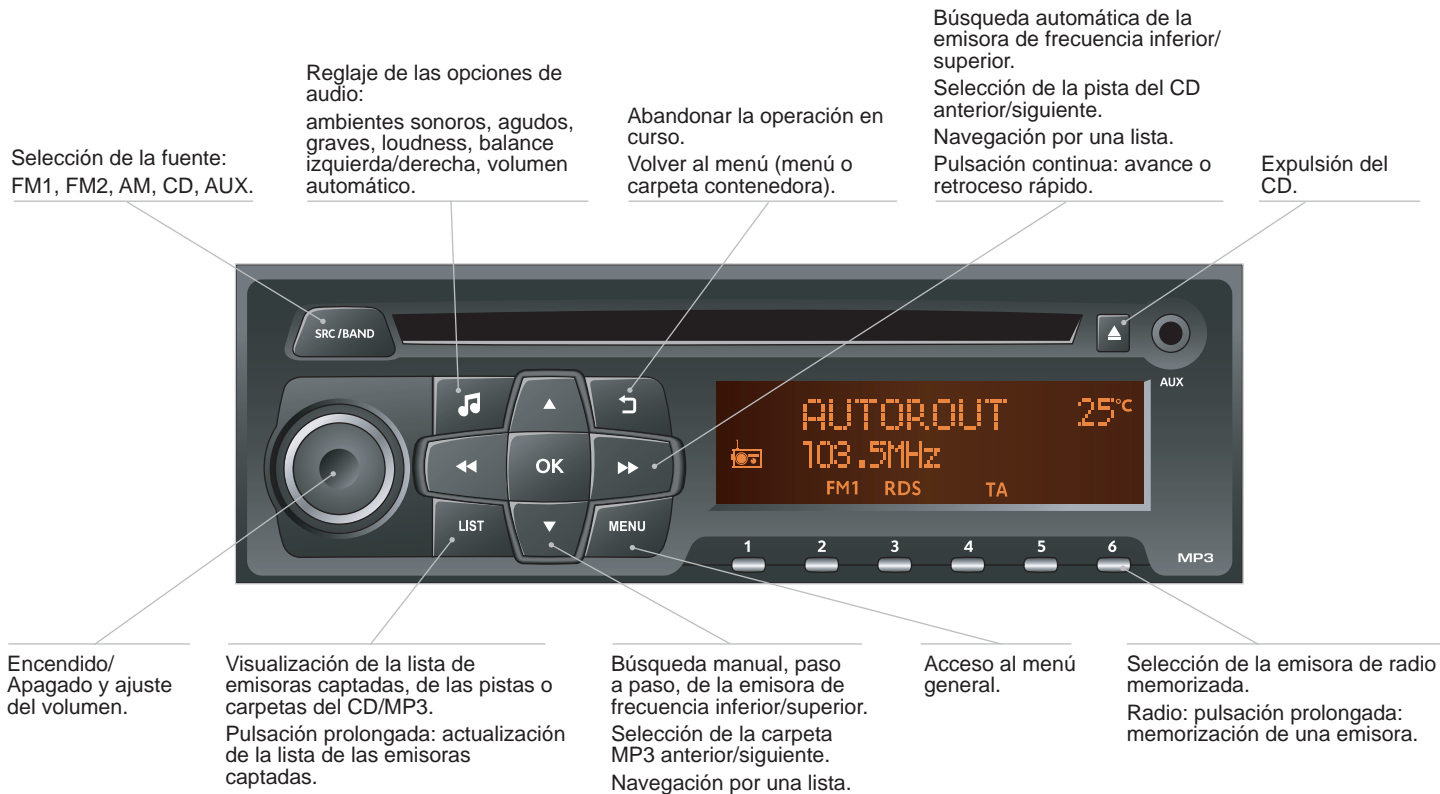 Búsqueda automática de la
emisora de frecuencia inferior/
superior.
Selección de la pista del CD
anterior/siguiente.
Navegación por una lista.
Pulsación continua: avance o
retroceso rápido.
Reglaje de las opciones de
audio:
ambientes sonoros, agudos,
graves, loudness, balance
izquierda/derecha, volumen
automático.
Abandonar la operación en
curso.
Volver al menú (menú o
carpeta contenedora).
Selección de la fuente:
FM1, FM2, AM, CD, AUX.
Expulsión del
CD.
SRC/BAND
AUX
AUTOROUT 25°C
103.5MHz
FM1 RDS TA
OK
LIST
MENU
1 2 3 4 5 6
MP3
Encendido/
Apagado y ajuste
del volumen.
Visualización de la lista de
emisoras captadas, de las pistas o
carpetas del CD/MP3.
Pulsación prolongada: actualización
de la lista de las emisoras
captadas.
Búsqueda manual, paso
a paso, de la emisora de
frecuencia inferior/superior.
Selección de la carpeta
MP3 anterior/siguiente.
Navegación por una lista.
Acceso al menú
general.
Selección de la emisora de radio
memorizada.
Radio: pulsación prolongada:
memorización de una emisora.